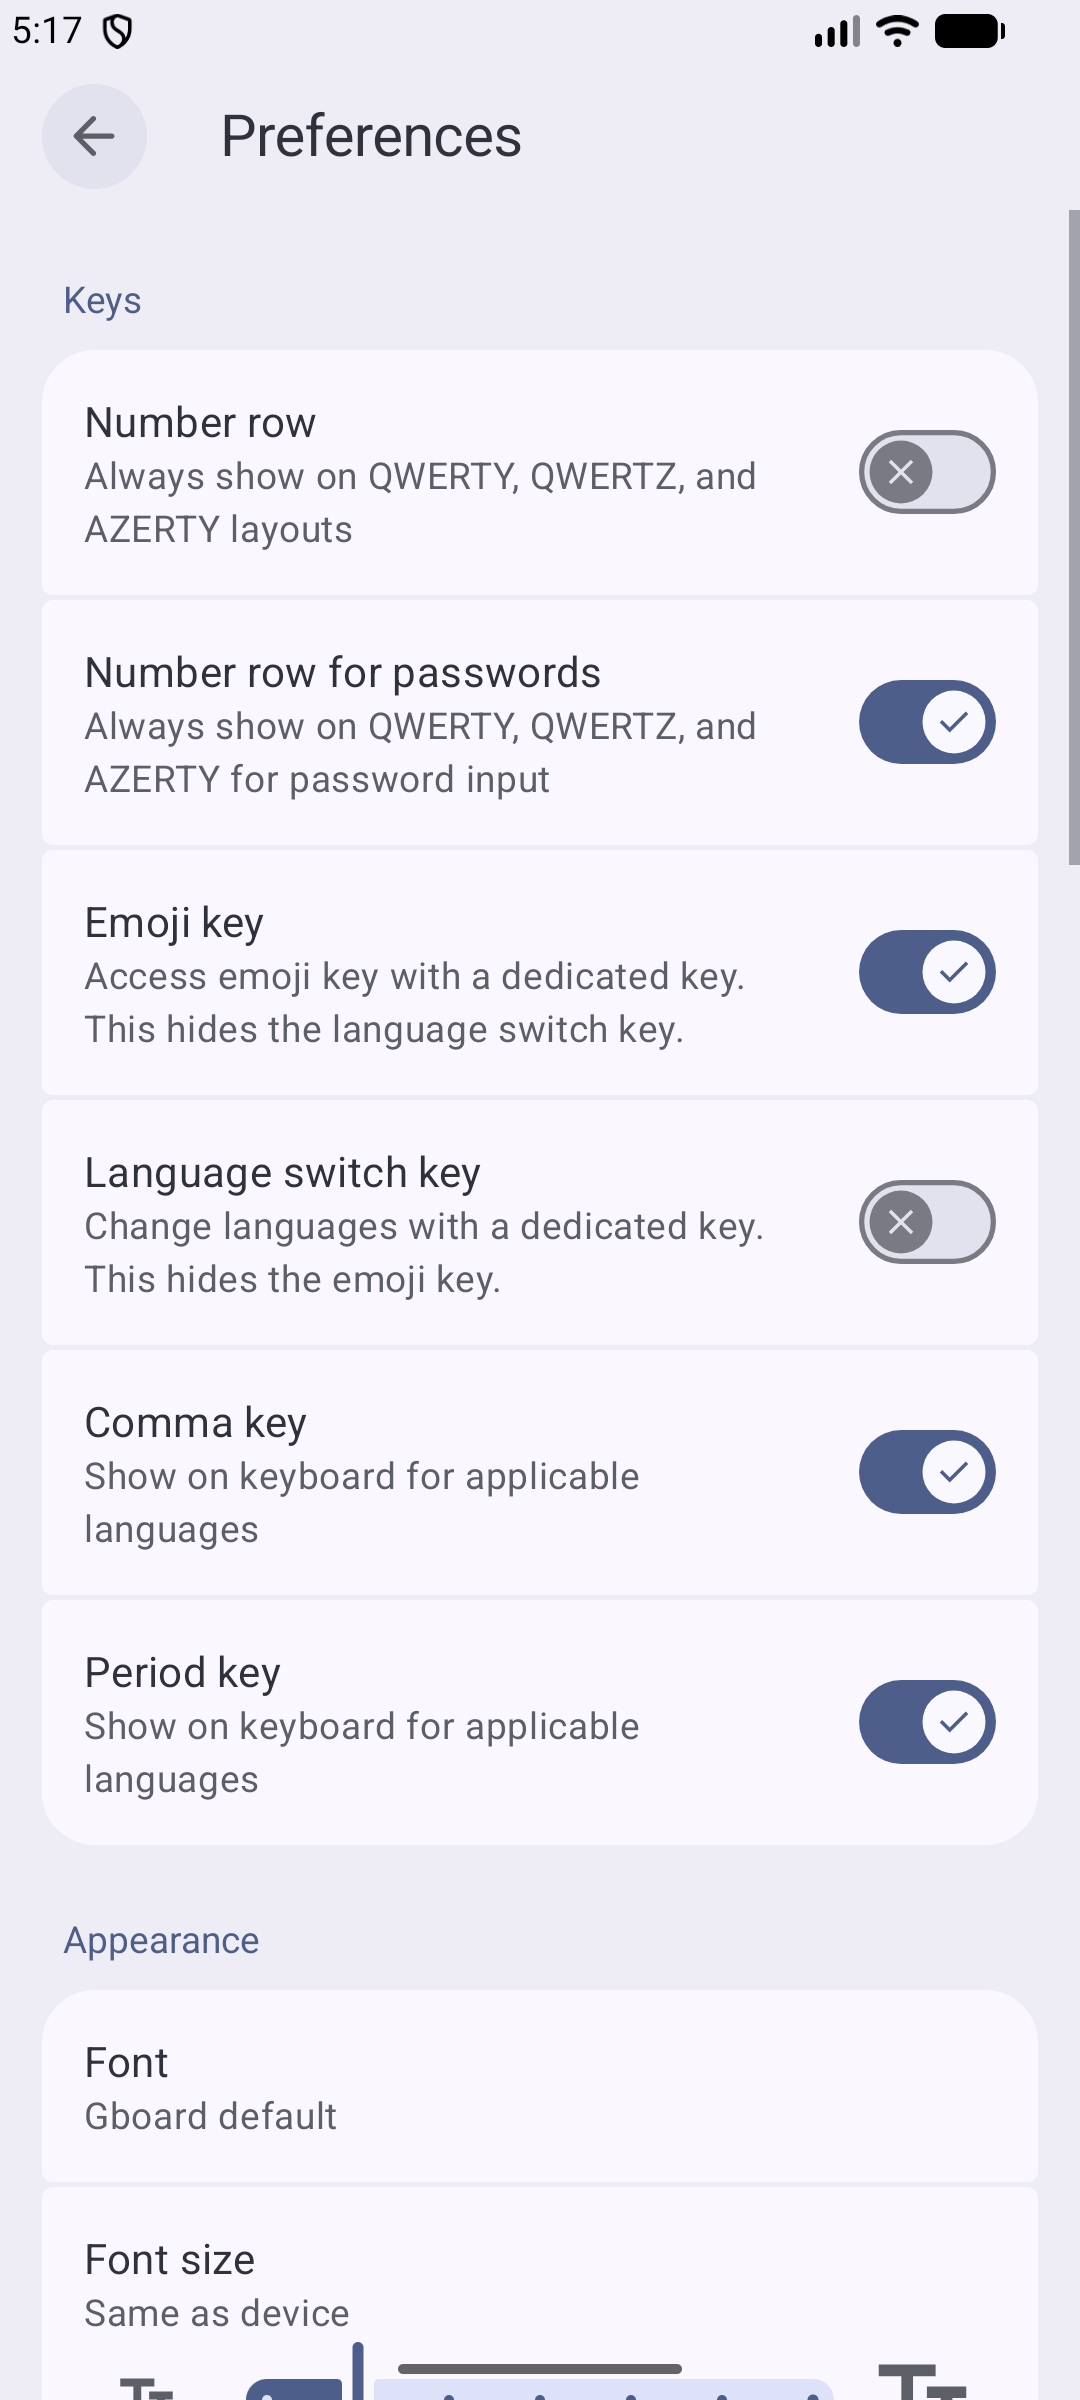 5:17
Preferences
Keys
Number row
Always show on QWERTY, QWERTZ, and
AZERTY layouts
Number row for passwords
Always show on QWERTY, QWERTZ, and
AZERTY for password input
Emoji key
Access emoji key with a dedicated key.
This hides the language switch key.
Language switch key
Change languages with a dedicated key.
This hides the emoji key.
Comma key
Show on keyboard for applicable
languages
Period key
Show on keyboard for applicable
languages
Appearance
Font
Gboard default
Font size
Same as device